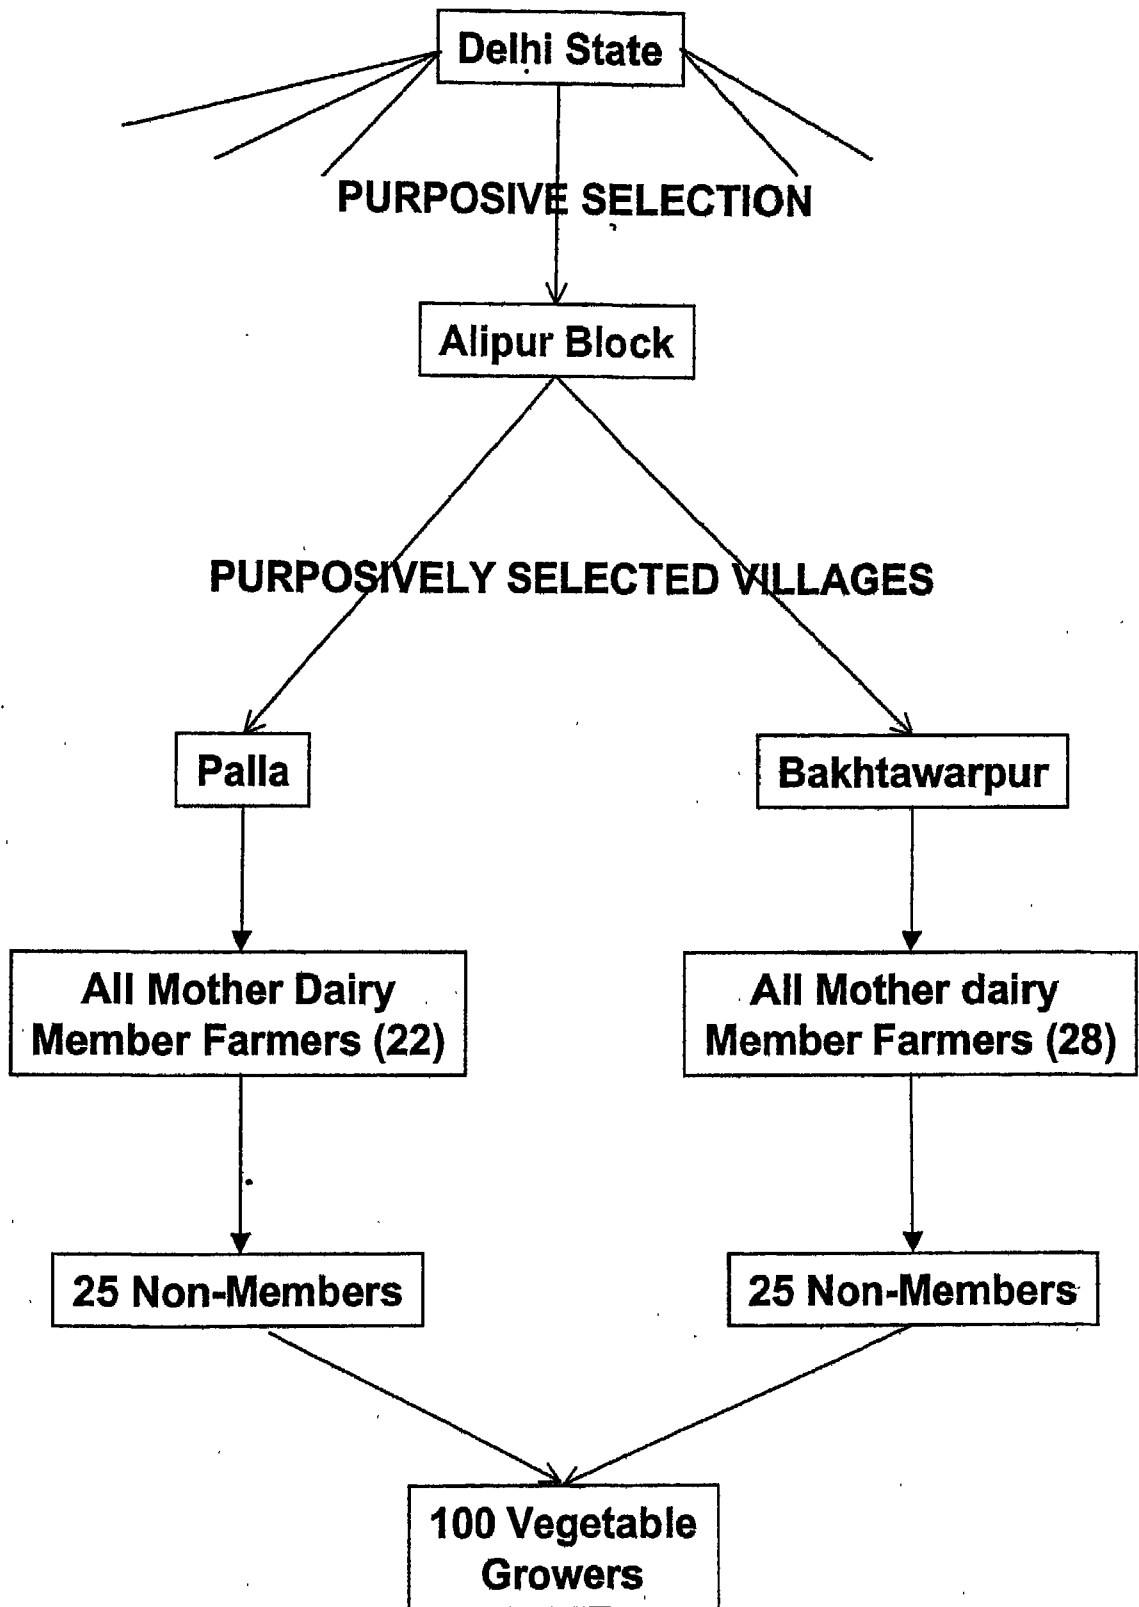 Delhi State
PURPOSIVE SELECTION
Alipur Block
PURPOSIVELY SELECTED VILLAGES
Palla
Bakhtawarpur
All Mother Dairy
Member Farmers (22)
All Mother dairy
Member Farmers (28)
25 Non-Members
25 Non-Members
100 Vegetable
Growers